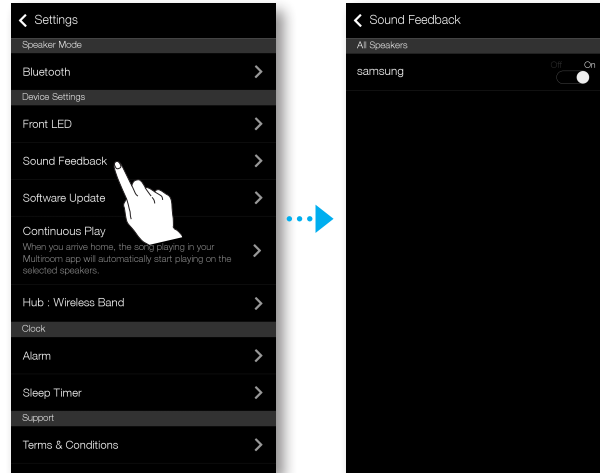 Settings
Speaker Mode
Bluetooth
Device Settings
Front LED
Sound Feedback
Software Update
Continuous Play
When you arrive home, the song playing in your
Multiroom app will automatically start playing on the
selected speakers.
Hub : Wireless Band
Clock
Alarm
Sleep Timer
Support
Terms & Conditions
Sound Feedback
All Speakers
samsung
Off On